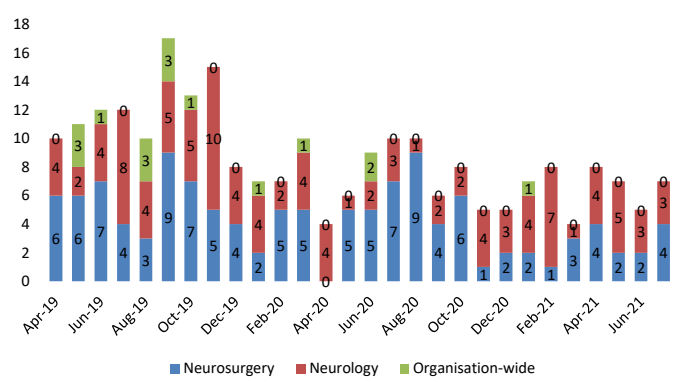 18
16
14
12
10
8
6
4
2
0
0 3 1 0 3 3 1 0 0 1 0 1 0 0 2 0 0 0 0 0 0 1 0 0 0 0 0 0
4 2 4 8 4 5 5 10 4 4 2 4 4 1 2 3 1 2 2 4 3 4 7 1 4 5 3 3
6 6 7 4 3 9 7 5 4 2 5 5 0 5 5 7 9 4 6 1 2 2 1 3 4 2 2 4
Apr-19 Jun-19 Aug-19 Oct-19 Dec-19 Feb-20 Apr-20 Jun-20 Aug-20 Oct-20 Dec-20 Feb-21 Apr-21 Jun-21
Neurosurgery Neurology Organisation-wide